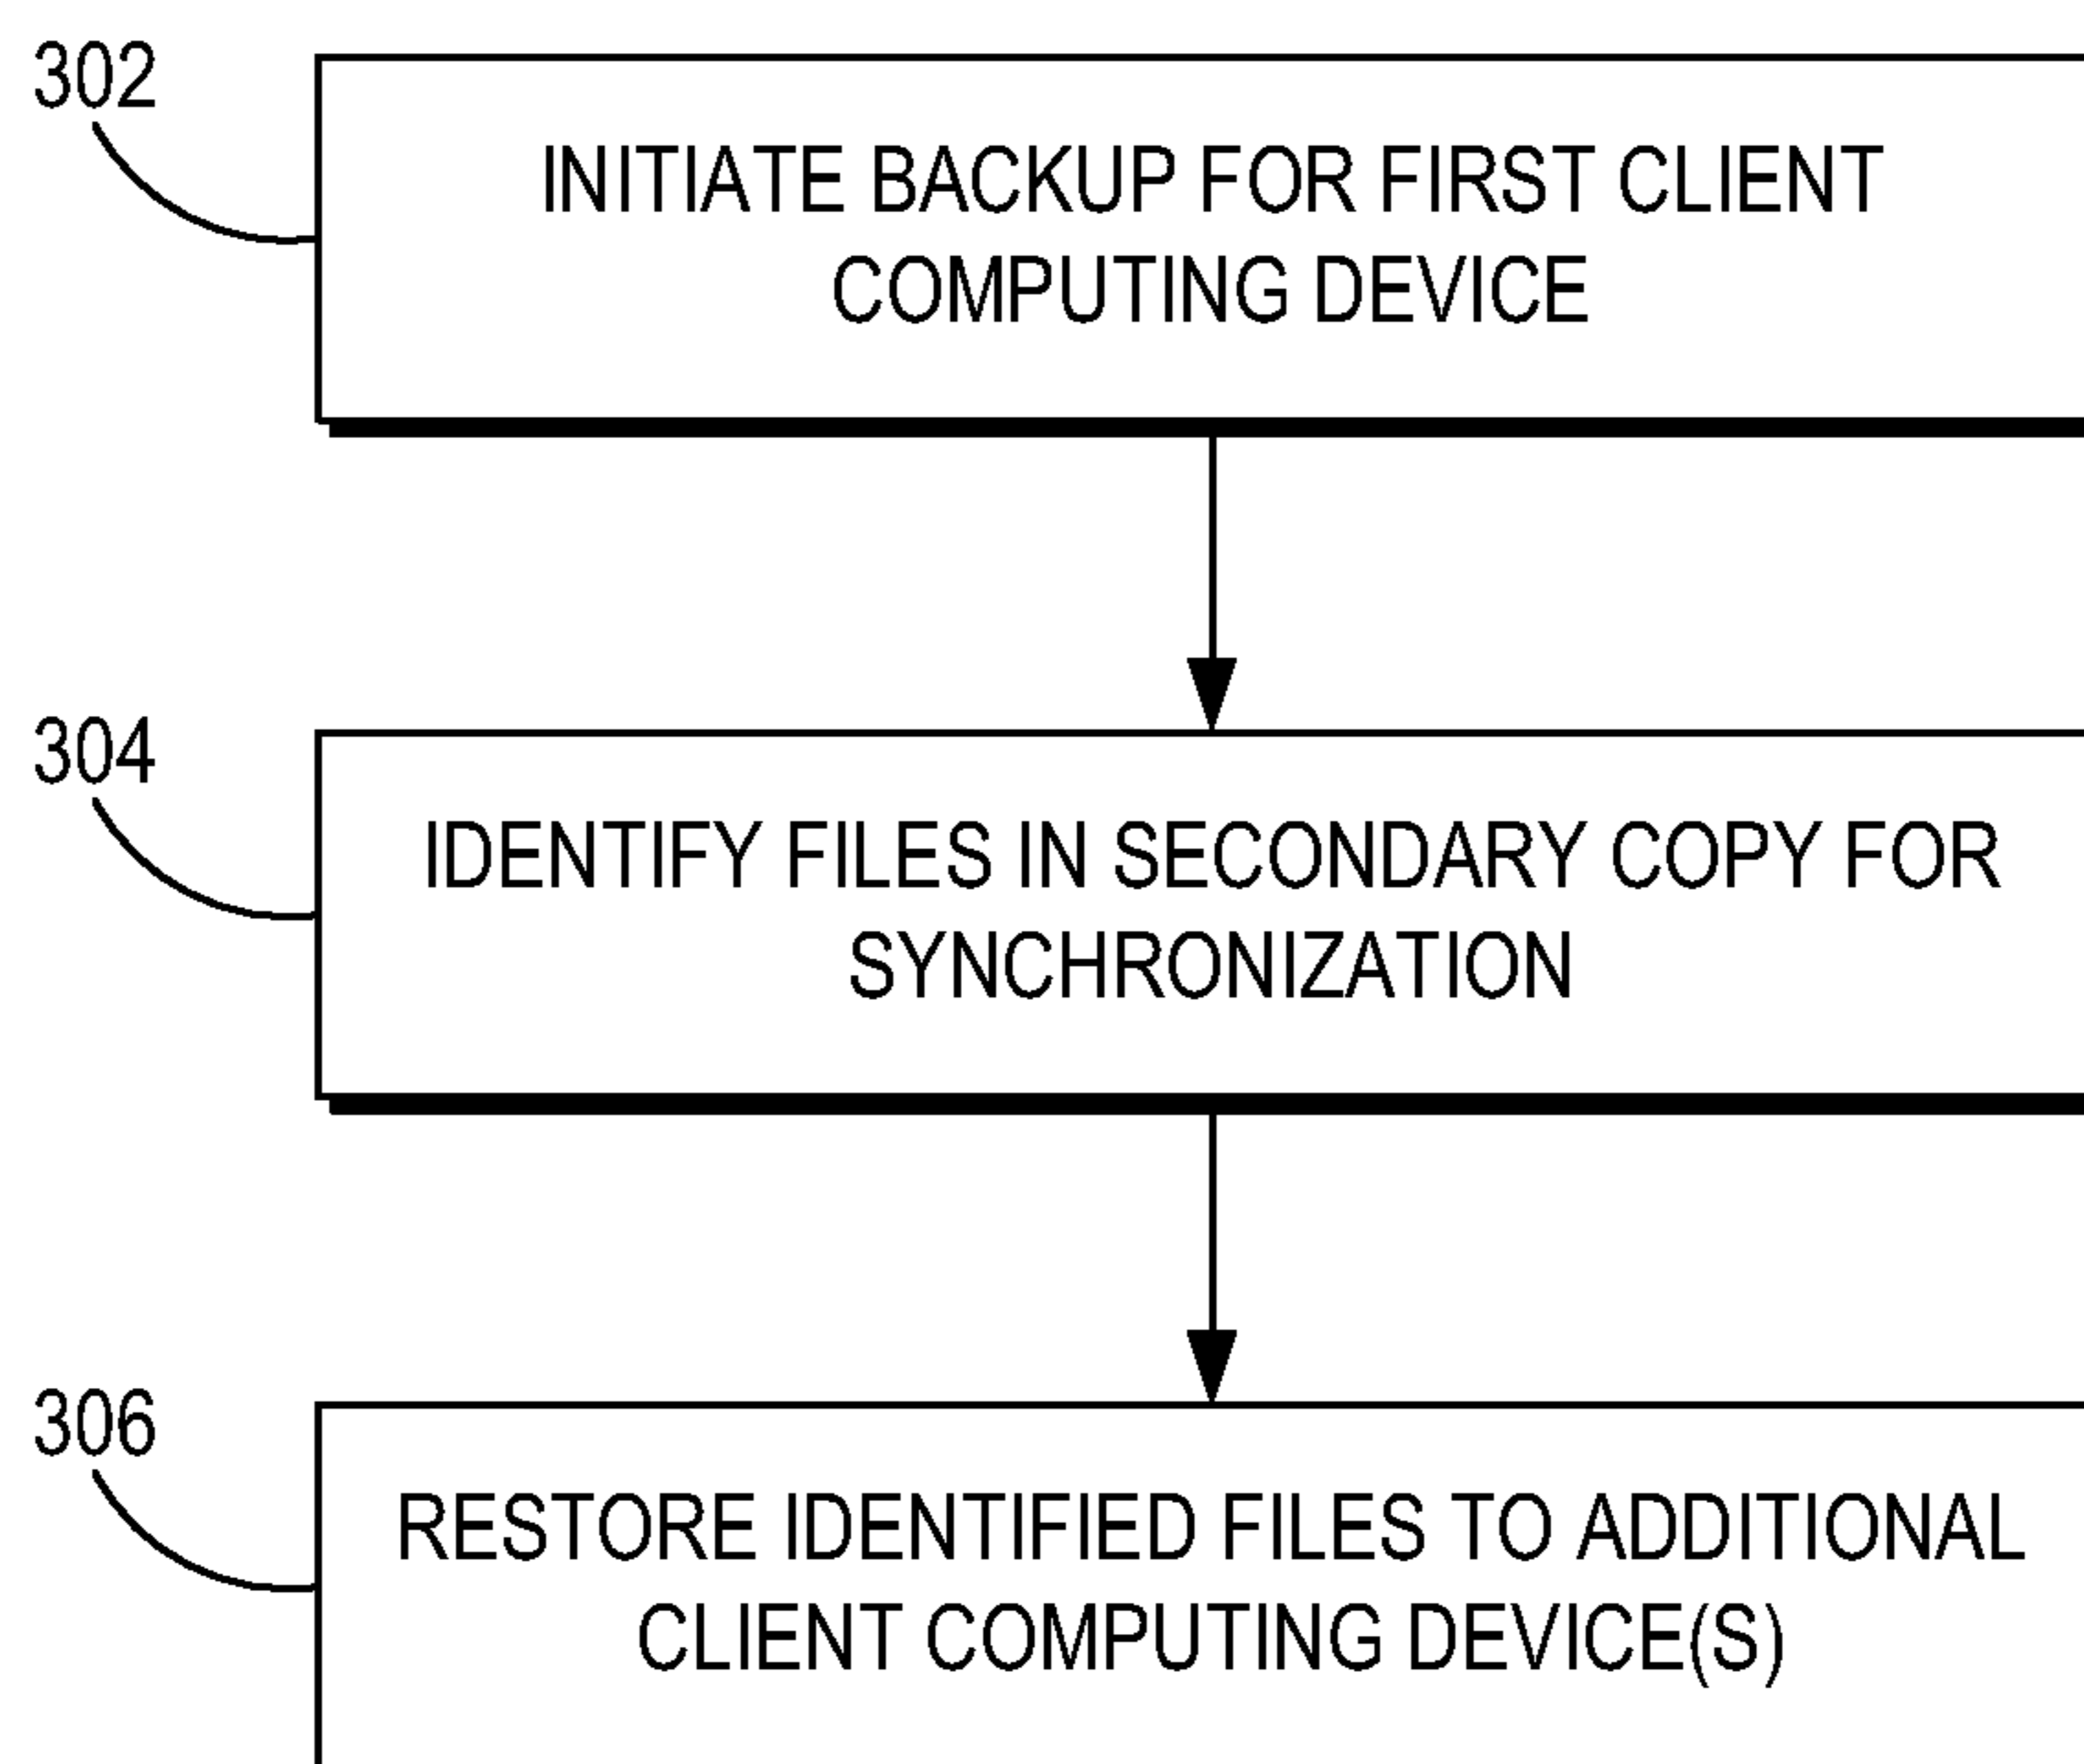 302
INITIATE BACKUP FOR FIRST CLIENT
COMPUTING DEVICE
304
IDENTIFY FILES IN SECONDARY COPY FOR
SYNCHRONIZATION
306
RESTORE IDENTIFIED FILES TO ADDITIONAL
CLIENT COMPUTING DEVICE(S)